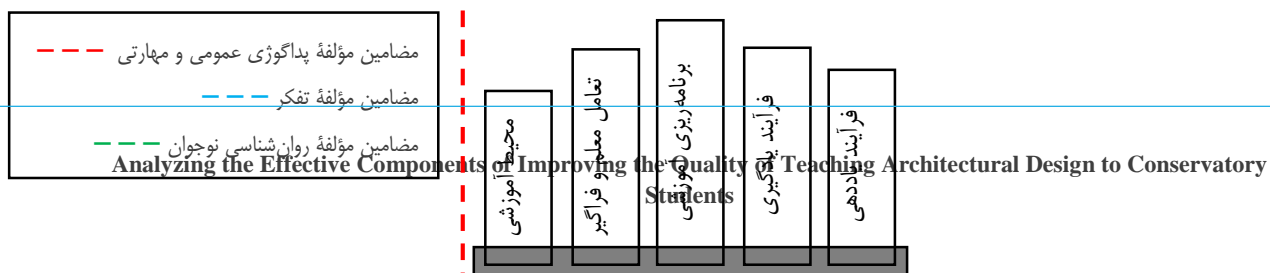 مضامین مؤلفهٔ پداگوژی عمومی و مهارتی
مضامین مؤلفهٔ تفکر
مضامین مؤلفهٔ روان‌شناسی نوجوان
Analyzing the Effective Components of Improving the Quality of Teaching Architectural Design to Conservatory
Students
فرآیند یاددهی
فرآیند یادگیری
برنامه‌ریزی آموزشی
تعامل معلم و فراگیر
محیط آموزشی